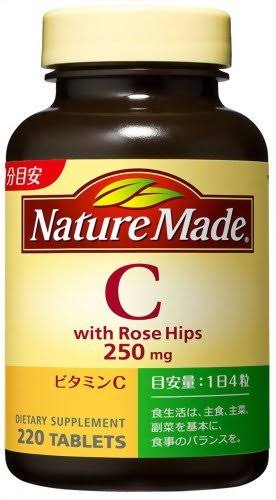 分目安
Nature Made®
C
with Rose Hips
250 mg
ビタミンC
目安量:1日4粒
DIETARY SUPPLEMENT
220 TABLETS
食生活は、主食、主菜、
副菜を基本に、
食事のバランスを。